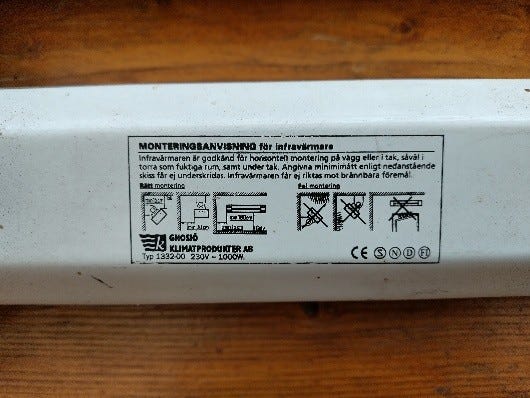 MONTERINGSANVISNING för infravärmare
Infravärmaren är godkänd för horisontell montering på vägg eller i tak, såväl i
torra som fuktiga rum, samt under tak. Angivna minimimått enligt nedanstående
skiss får ej underskridas. Infravärmaren får ej riktas mot brännbara föremål.
Rätt montering
Fel montering
GNOSJÖ
KLIMATPRODUKTER AB
Typ 1332-00 230V ~ 1000W.
CE S N D FI